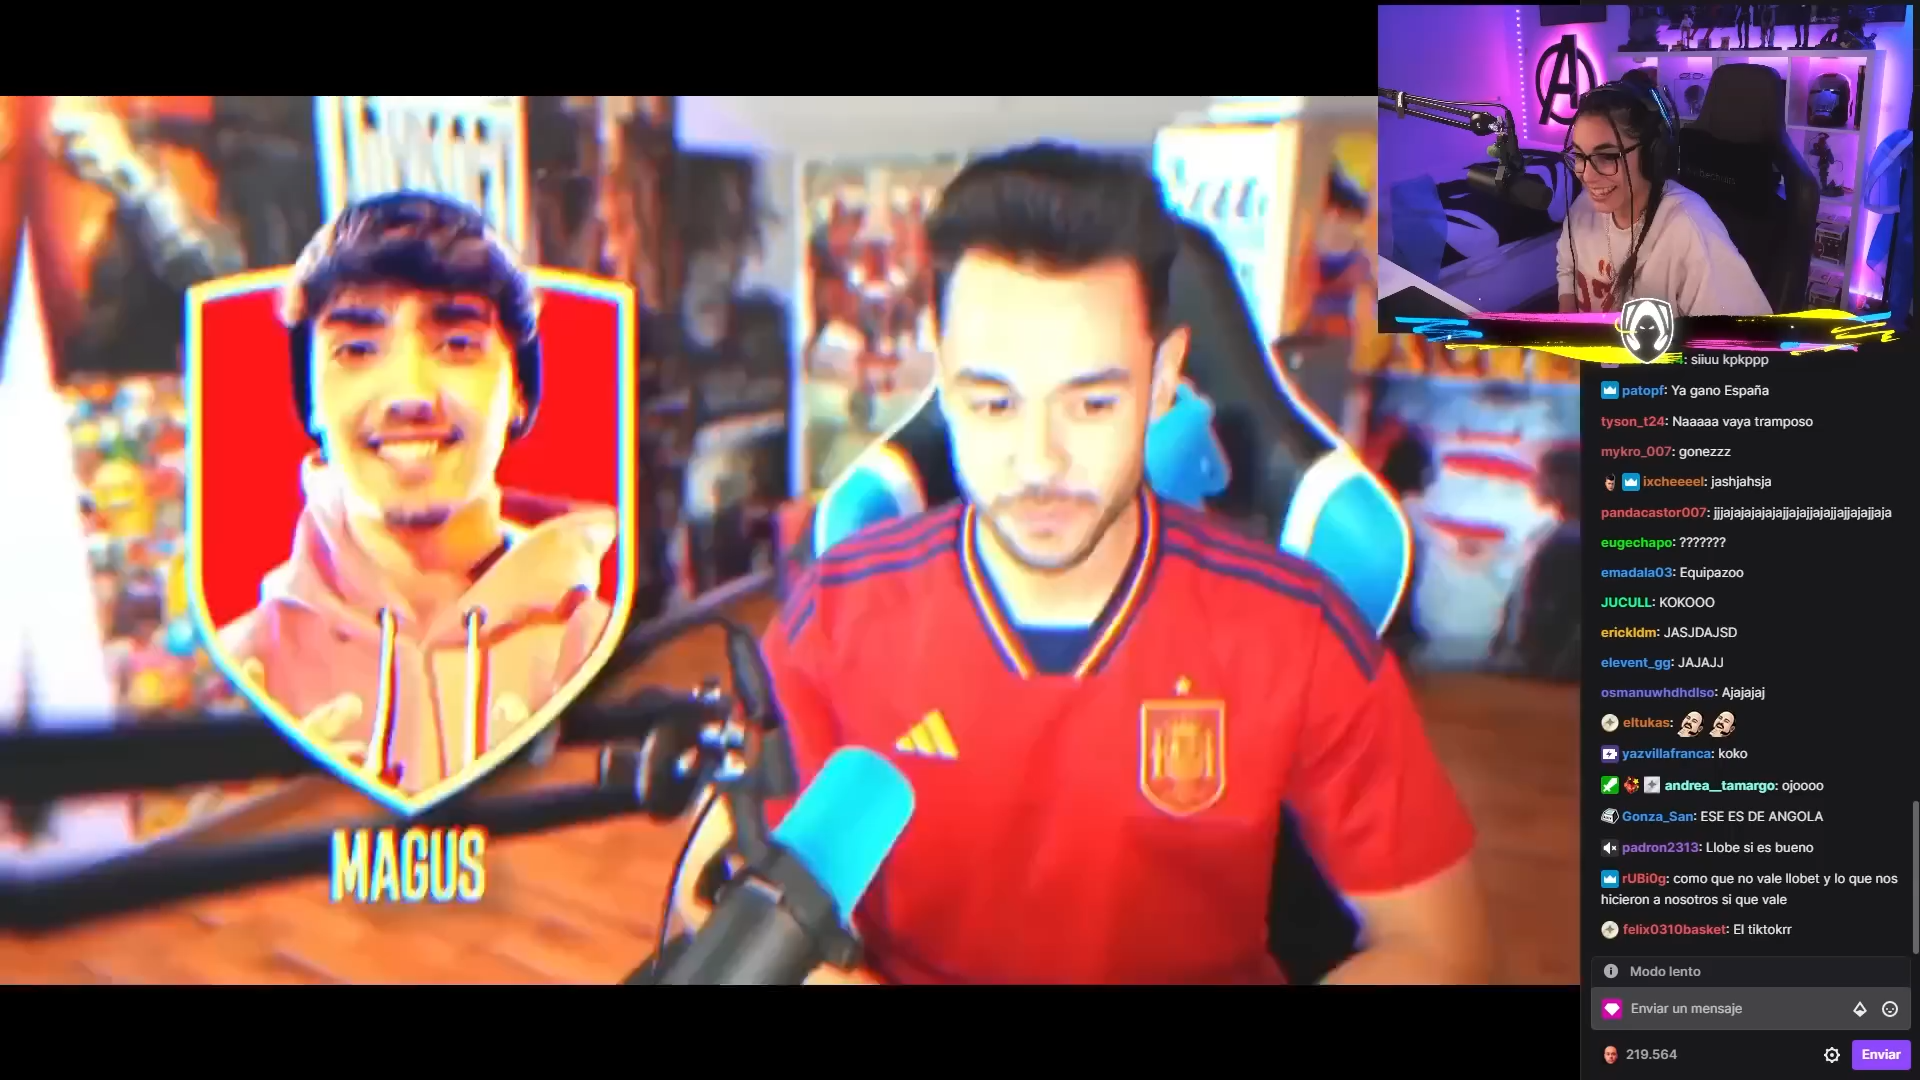 MAGUS
: siiuu kpkppp
patopf: Ya gano España
tyson_t24: Naaaaa vaya tramposo
mykro_007: gonezzz
ixcheeeel: jashjahsja
pandacastor007: jjjajajajajajjajajjajajjajjajajjaja
eugechapo: ???????
emadala03: Equipazoo
JUCULL: KOKOOO
erickldm: JASJDAJSD
elevent_gg: JAJAJJ
osmanuwhdhdlso: Ajajajaj
eltukas:
yazvillafranca: koko
andrea__tamargo: ojoooo
Gonza_San: ESE ES DE ANGOLA
padron2313: Llobe si es bueno
rUBi0g: como que no vale llobet y lo que nos
hicieron a nosotros si que vale
felix0310basket: El tiktokrr
Modo lento
Enviar un mensaje
219.564
Enviar